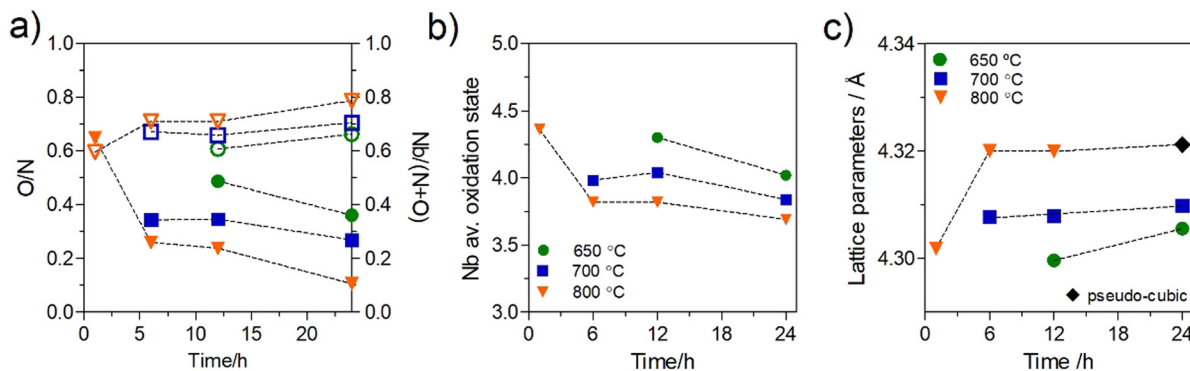 a)
1.0
0.8
0.6
0.4
0.2
0.0
O/N
0
5
10
15
20
Time/h
1.0
0.8
0.6
0.4
0.2
0.0
Nb/(O+N)
b)
5.0
4.5
4.0
3.5
3.0
Nb av. oxidation state
650 °C
700 °C
800 °C
0
6
12
18
24
Time/h
c)
4.34
4.32
4.30
Lattice parameters / Å
650 ºC
700 °C
800 °C
pseudo-cubic
0
6
12
18
24
Time /h